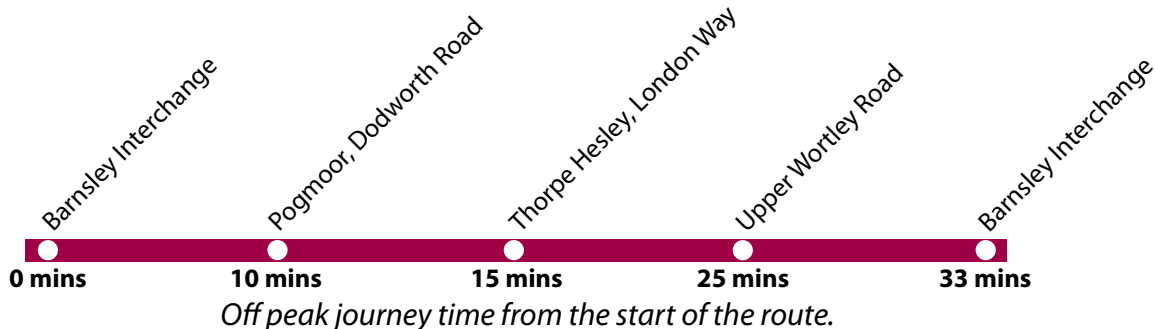 Barnsley Interchange
Pogmoor, Dodworth Road
Thorpe Hesley, London Way
Upper Wortley Road
Barnsley Interchange
0 mins
10 mins
15 mins
25 mins
33 mins
Off peak journey time from the start of the route.